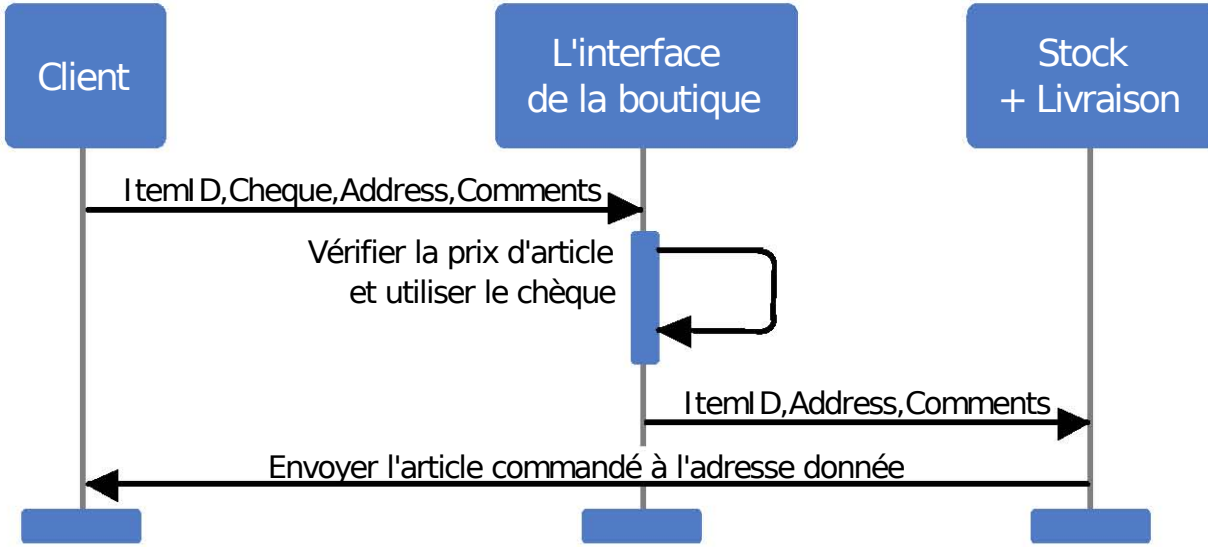 Client
L'interface
de la boutique
Stock
+ Livraison
ItemID,Cheque,Address,Comments
Vérifier la prix d'article
et utiliser le chèque
ItemID,Address,Comments
Envoyer l'article commandé à l'adresse donnée